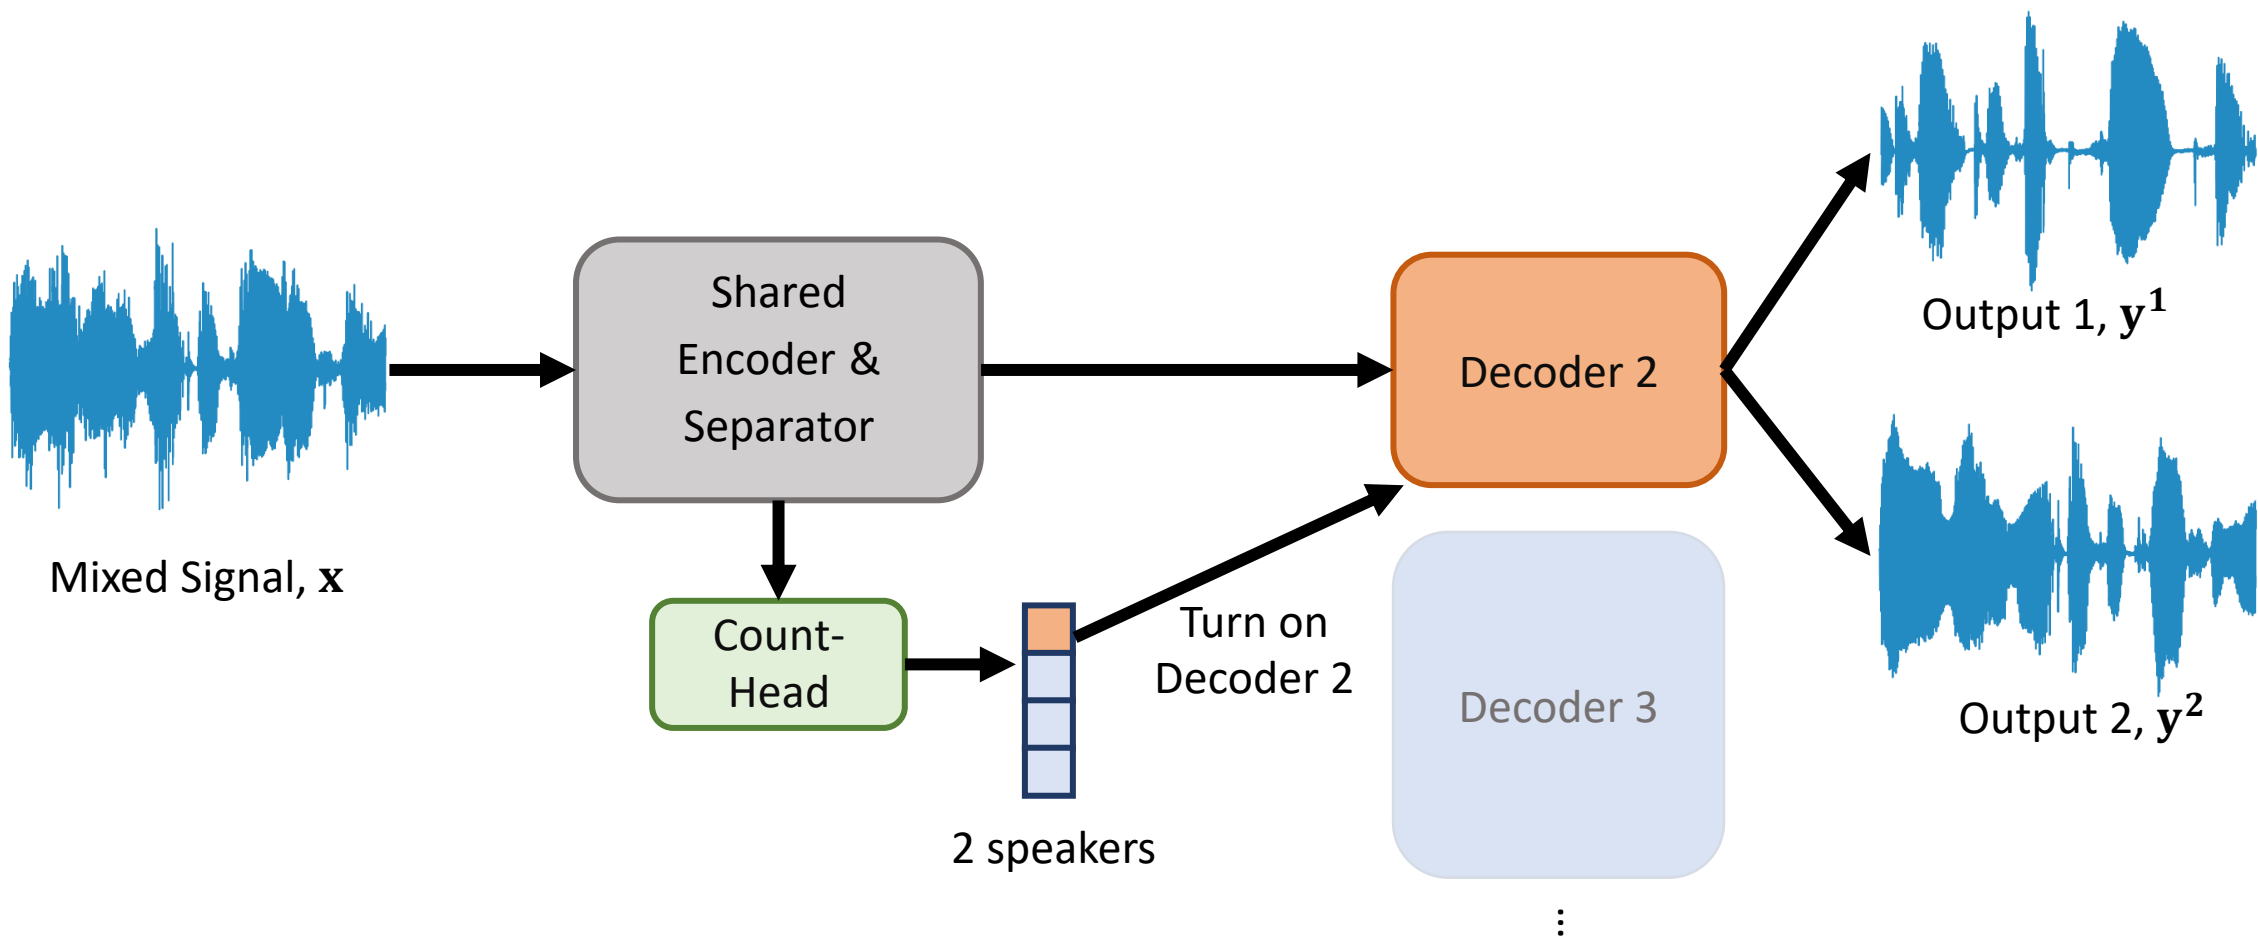 Mixed Signal, x
Shared
Encoder &
Separator
Count-
Head
2 speakers
Turn on
Decoder 2
Decoder 2
Decoder 3
⋮
Output 1, y¹
Output 2, y²